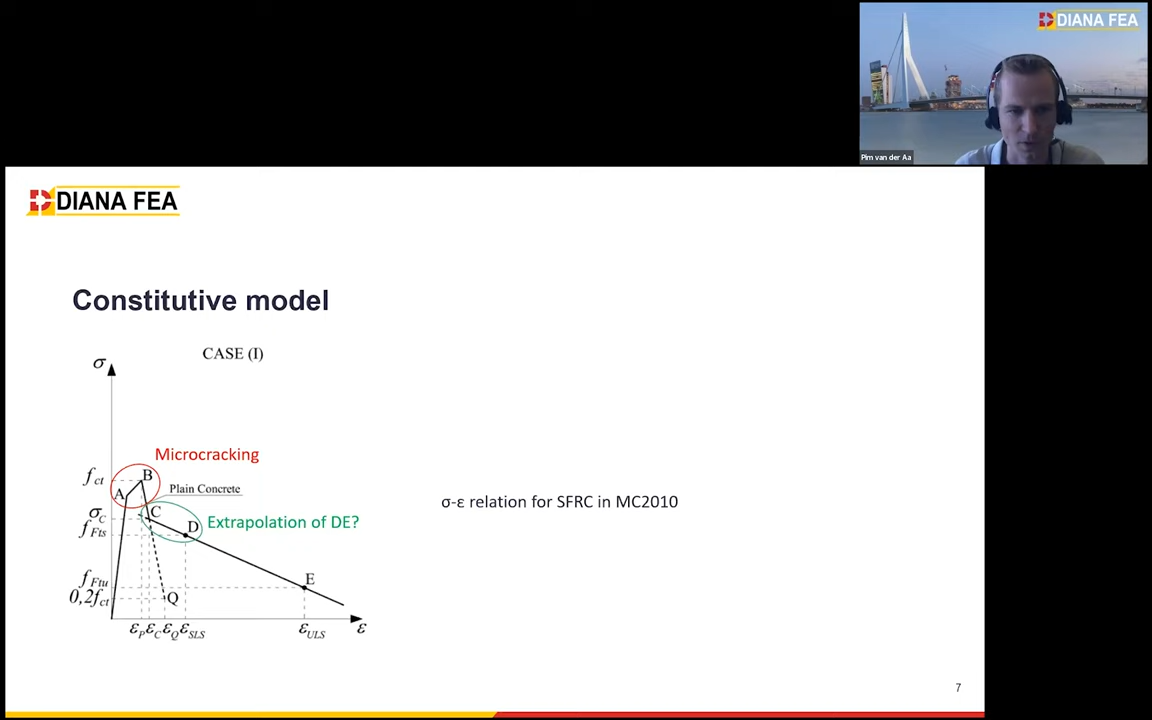 DIANA FEA
Pim van der Aa
DIANA FEA
Constitutive model
CASE (I)
σ
Microcracking
f_ct
A
B
Plain Concrete
σ_C
C
f_Fts
D
Extrapolation of DE?
σ-ε relation for SFRC in MC2010
f_Ftu
E
0,2f_ct
Q
ε_P ε_C ε_Q ε_SLS ε_ULS ε
7